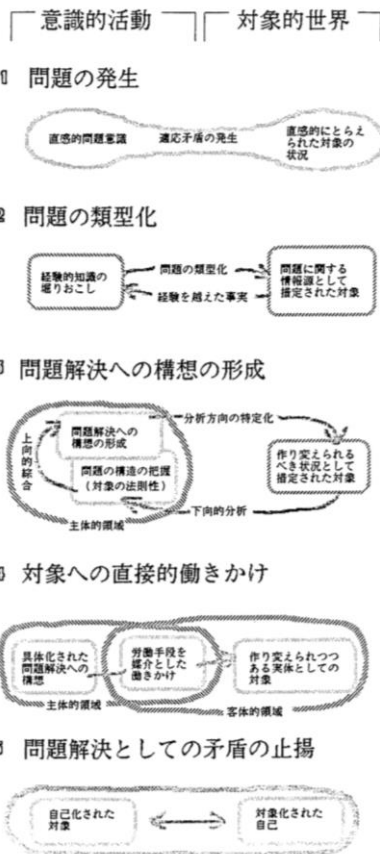 意識的活動
対象的世界
問題の発生
直感的問題意識
適応矛盾の発生
直感的にとらえ
られた対象の
状況
問題の類型化
経験的知識の
堀りおこし
問題の類型化
経験を越えた事実
問題に関する
情報源として
措定された対象
問題解決への構想の形成
上向的綜合
問題解決への
構想の形成
問題の構造の把握
(対象の法則性)
主体的領域
分析方向の特定化
下向的分析
作り変えられる
べき状況として
措定された対象
対象への直接的働きかけ
具体化された
問題解決への
構想
労働手段を
媒介とした
働きかけ
作り変えられつつ
ある実体としての
対象
主体的領域
客体的領域
問題解決としての矛盾の止揚
自己化された
対象
対象化された
自己